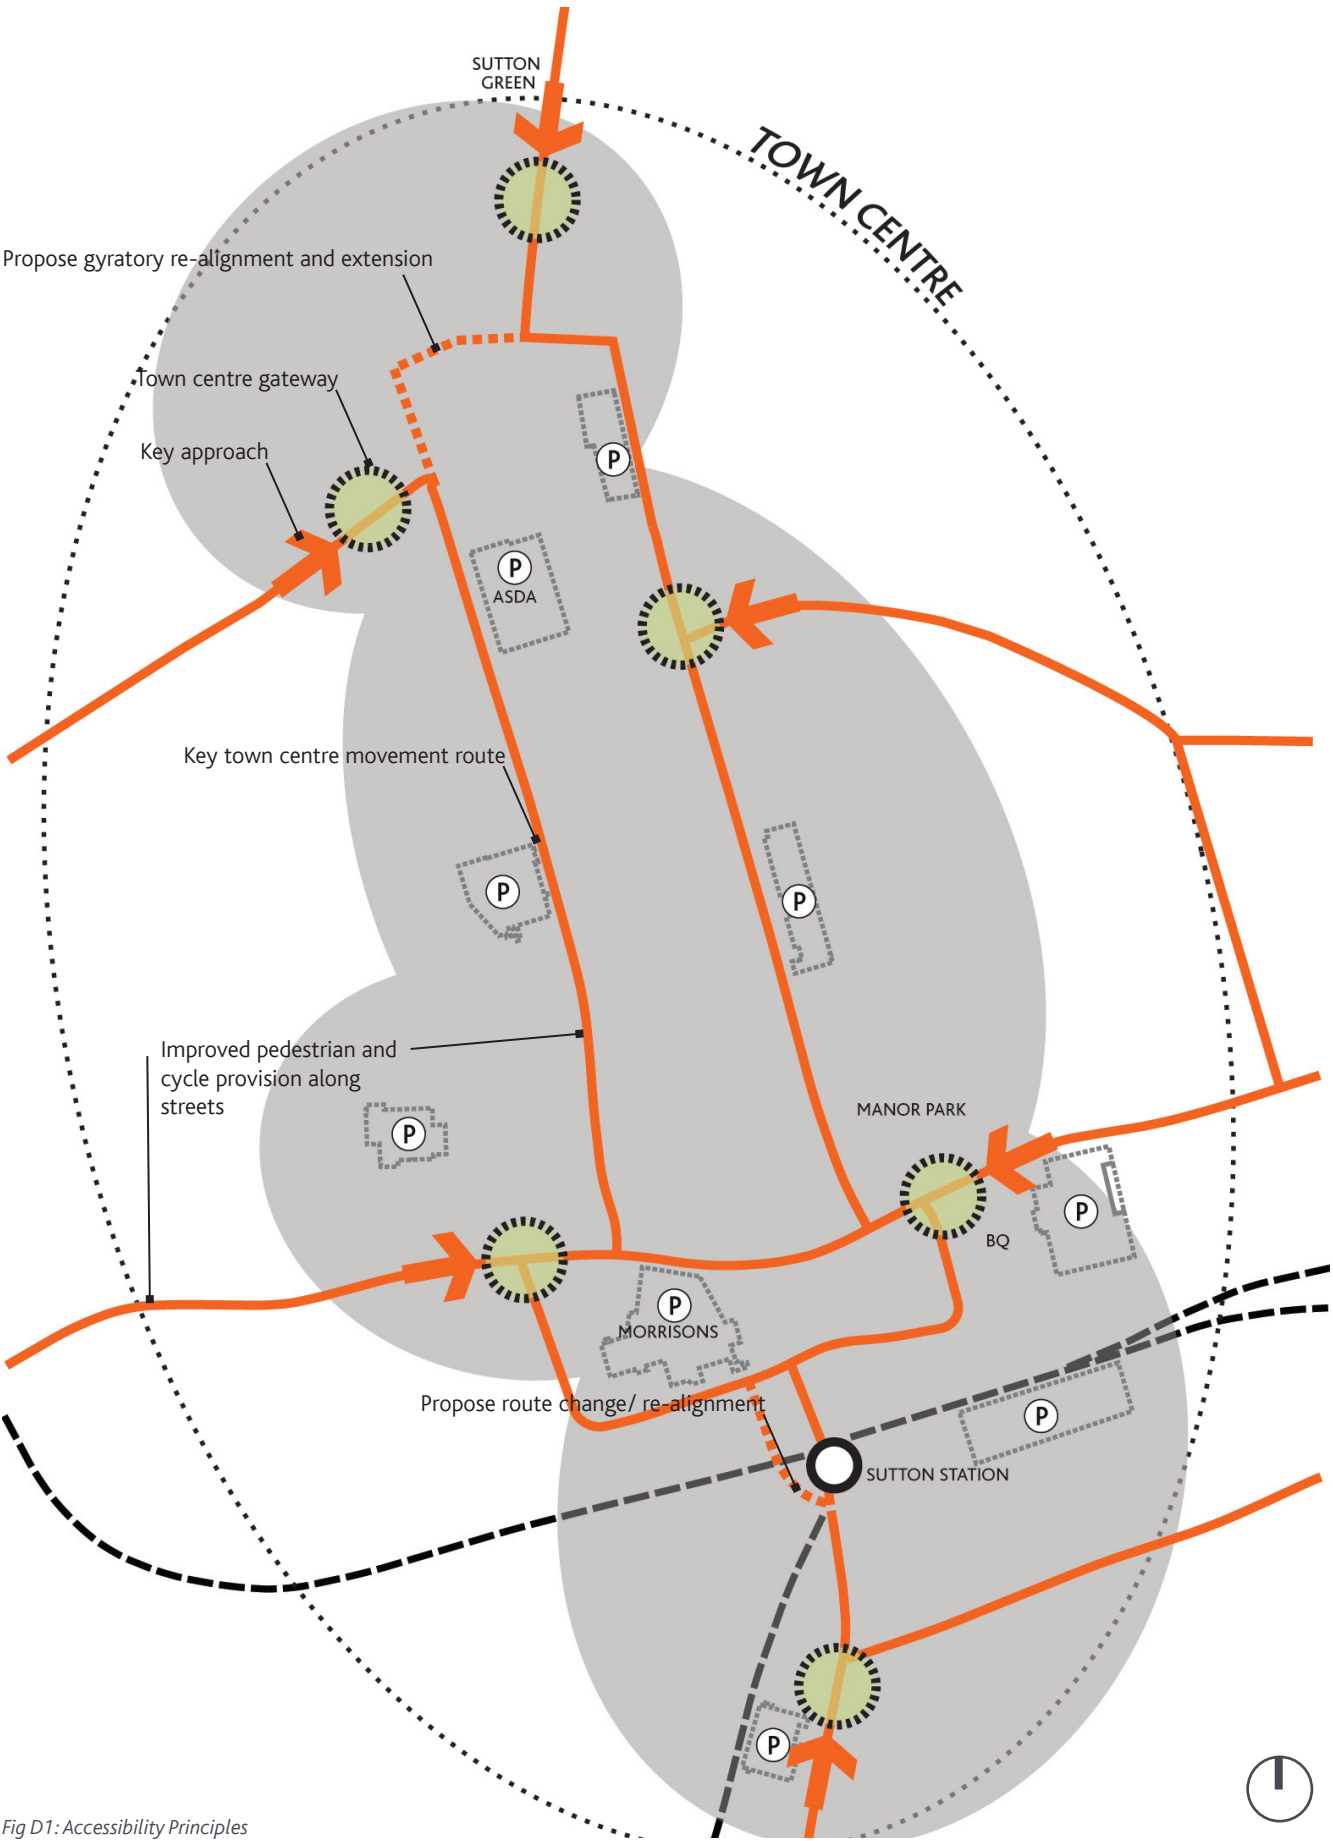 SUTTON
GREEN
TOWN CENTRE
Propose gyratory re-alignment and extension
Town centre gateway
Key approach
P
P
ASDA
Key town centre movement route
P
P
Improved pedestrian and
cycle provision along
streets
MANOR PARK
P
P
BQ
P
MORRISONS
Propose route change/ re-alignment
P
SUTTON STATION
P
Fig D1: Accessibility Principles